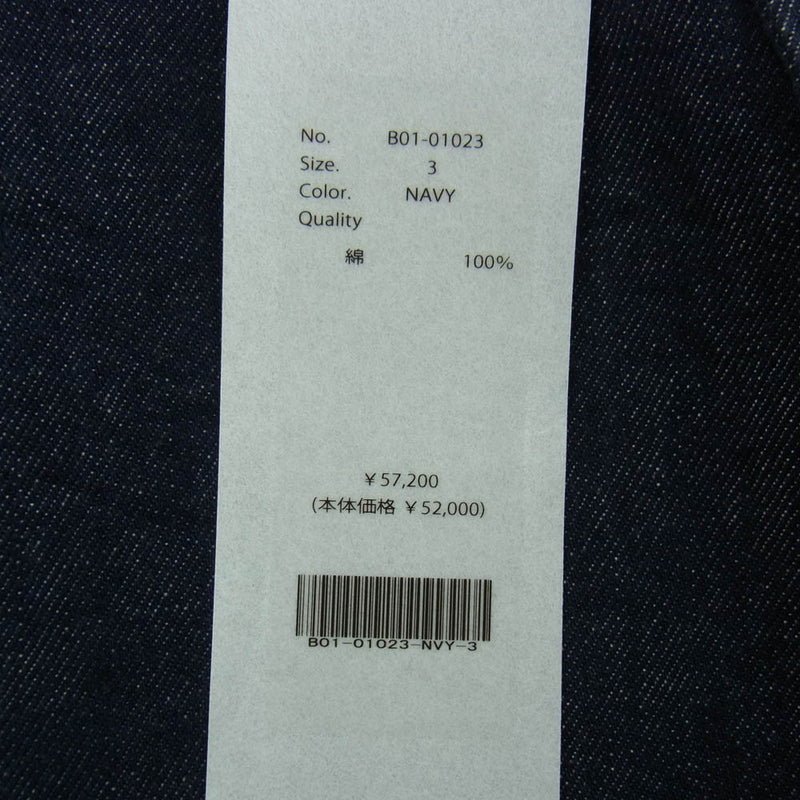 No. B01-01023
Size. 3
Color. NAVY
Quality
綿 100%
¥57,200
(本体価格 ¥52,000)
B01-01023-NVY-3